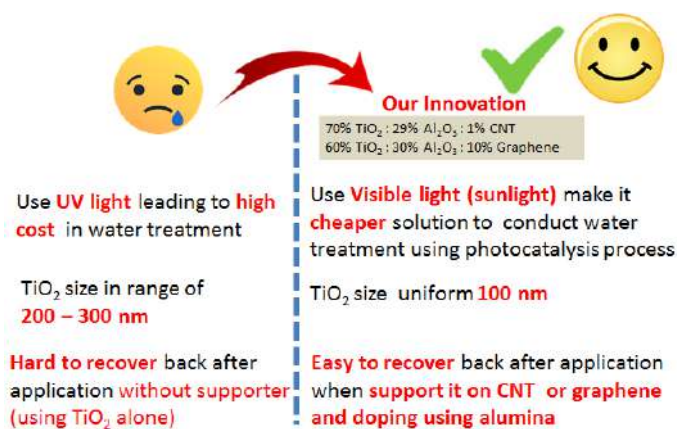 Our Innovation
70% TiO₂ : 29% Al₂O₃ : 1% CNT
60% TiO₂ : 30% Al₂O₃ : 10% Graphene
Use UV light leading to high
cost in water treatment
TiO₂ size in range of
200 – 300 nm
Hard to recover back after
application without supporter
(using TiO₂ alone)
Use Visible light (sunlight) make it
cheaper solution to conduct water
treatment using photocatalysis process
TiO₂ size uniform 100 nm
Easy to recover back after application
when support it on CNT or graphene
and doping using alumina